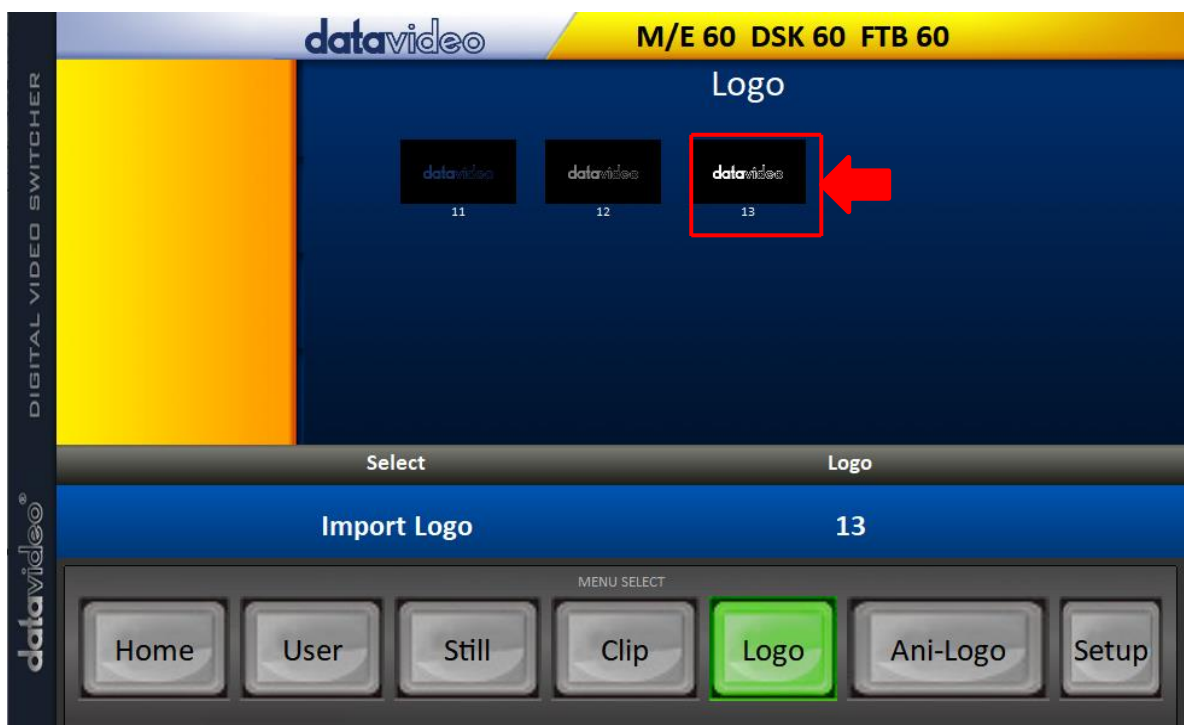 datavideo
M/E 60 DSK 60 FTB 60
Logo
datavideo
datavideo
datavideo
11
12
13
Select
Logo
Import Logo
13
MENU SELECT
Home
User
Still
Clip
Logo
Ani-Logo
Setup
DIGITAL VIDEO SWITCHER
datavideo®